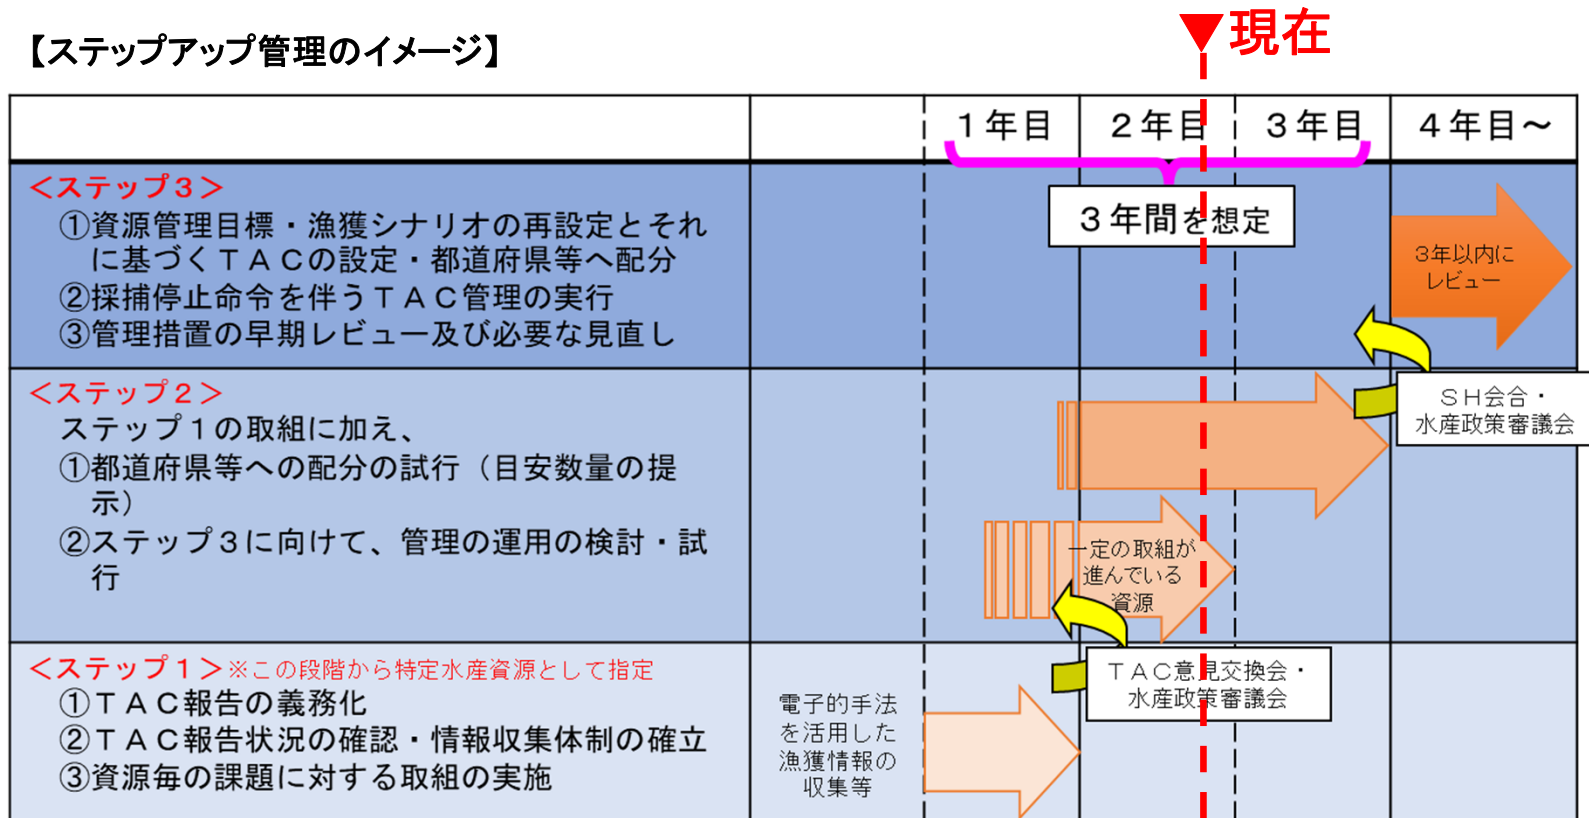 【ステップアップ管理のイメージ】
▼現在
１年目
２年目
３年目
４年目～
３年間を想定
＜ステップ３＞
①資源管理目標・漁獲シナリオの再設定とそれ
に基づくＴＡＣの設定・都道府県等へ配分
②採捕停止命令を伴うＴＡＣ管理の実行
③管理措置の早期レビュー及び必要な見直し
3年以内に
レビュー
＜ステップ２＞
ステップ１の取組に加え、
①都道府県等への配分の試行（目安数量の提
示）
②ステップ３に向けて、管理の運用の検討・試
行
ＳＨ会合・
水産政策審議会
一定の取組が
進んでいる
資源
＜ステップ１＞※この段階から特定水産資源として指定
①ＴＡＣ報告の義務化
②ＴＡＣ報告状況の確認・情報収集体制の確立
③資源毎の課題に対する取組の実施
電子的手法
を活用した
漁獲情報の
収集等
ＴＡＣ意見交換会・
水産政策審議会